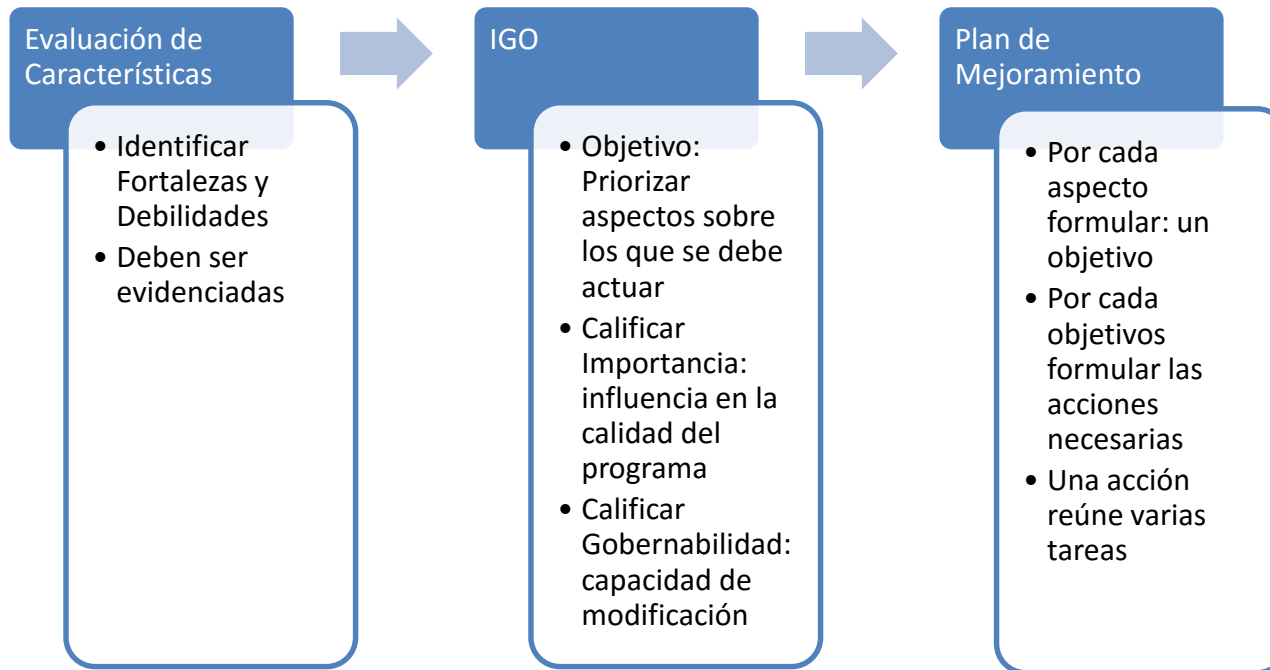 Evaluación de
Características
• Identificar
Fortalezas y
Debilidades
• Deben ser
evidenciadas
IGO
• Objetivo:
Priorizar
aspectos sobre
los que se debe
actuar
• Calificar
Importancia:
influencia en la
calidad del
programa
• Calificar
Gobernabilidad:
capacidad de
modificación
Plan de
Mejoramiento
• Por cada
aspecto
formular: un
objetivo
• Por cada
objetivos
formular las
acciones
necesarias
• Una acción
reúne varias
tareas